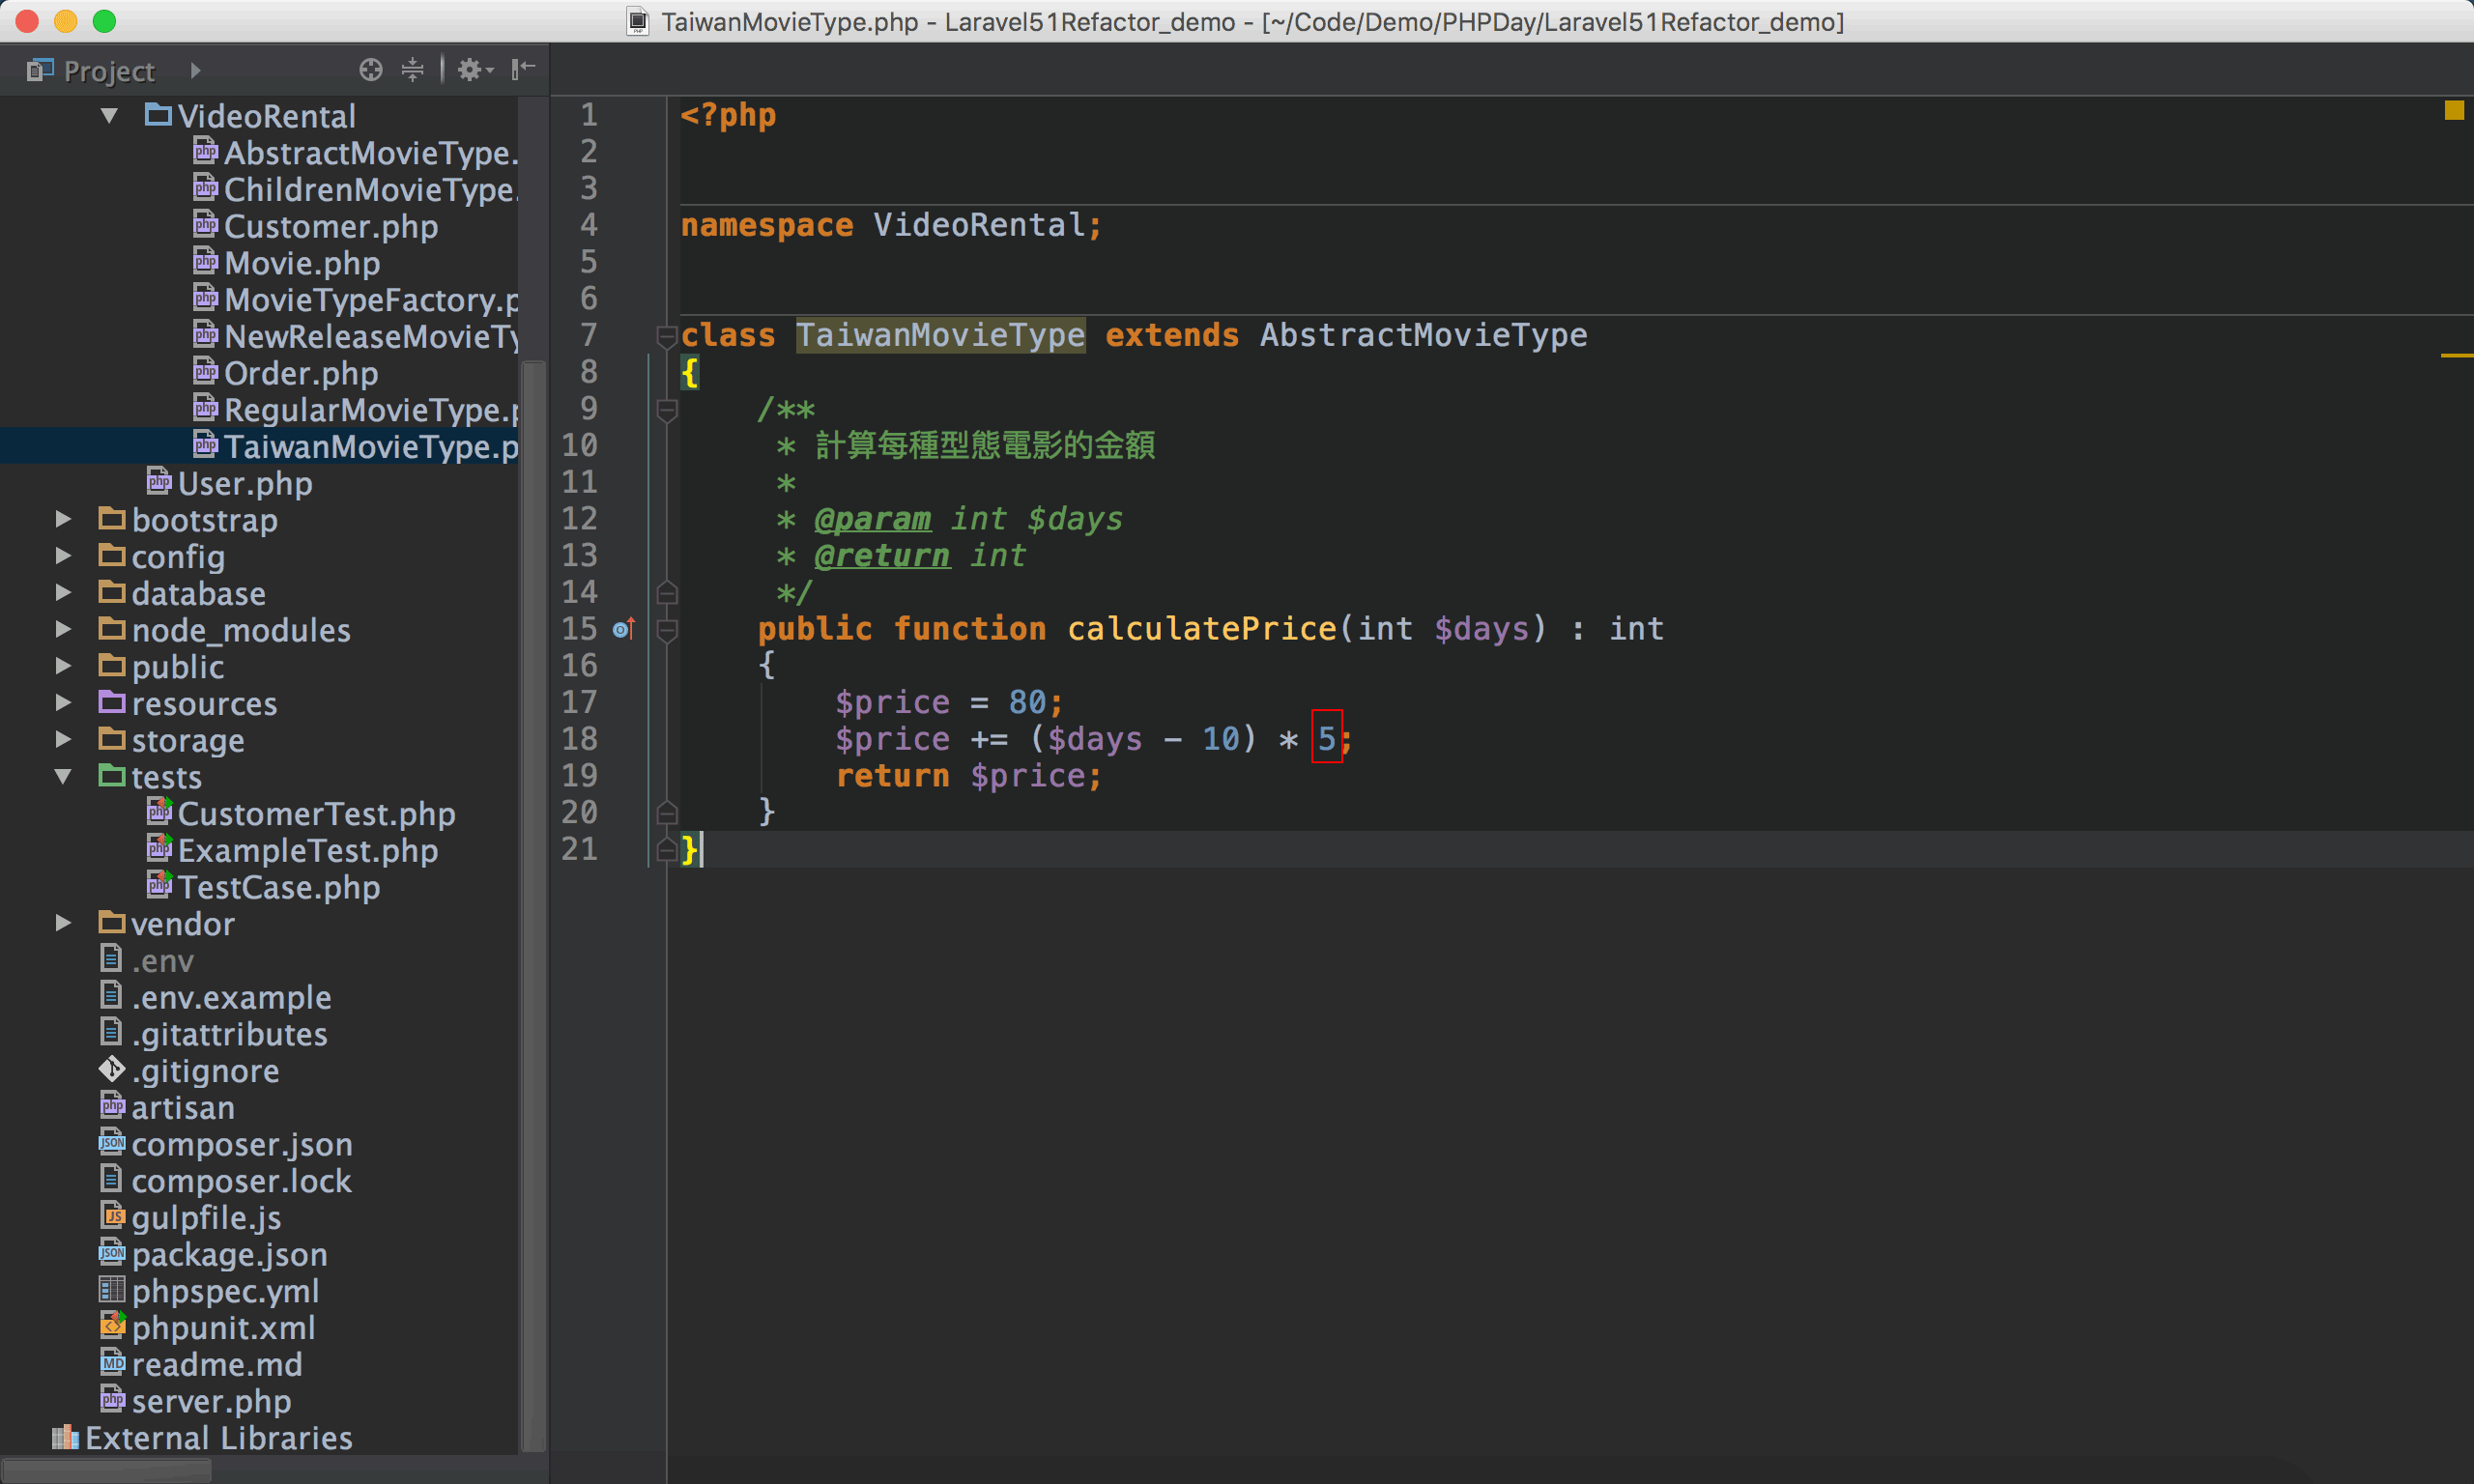 TaiwanMovieType.php - Laravel51Refactor_demo - [~/Code/Demo/PHPDay/Laravel51Refactor_demo]
Project
VideoRental
AbstractMovieType.
ChildrenMovieType.
Customer.php
Movie.php
MovieTypeFactory.p
NewReleaseMovieTy
Order.php
RegularMovieType.p
TaiwanMovieType.p
User.php
bootstrap
config
database
node_modules
public
resources
storage
tests
CustomerTest.php
ExampleTest.php
TestCase.php
vendor
.env
.env.example
.gitattributes
.gitignore
artisan
composer.json
composer.lock
gulpfile.js
package.json
phpspec.yml
phpunit.xml
readme.md
server.php
External Libraries
1 <?php
2
3
4 namespace VideoRental;
5
6
7 class TaiwanMovieType extends AbstractMovieType
8 {
9 /**
10 * 計算每種型態電影的金額
11 *
12 * @param int $days
13 * @return int
14 */
15 public function calculatePrice(int $days) : int
16 {
17 $price = 80;
18 $price += ($days - 10) * 5;
19 return $price;
20 }
21 }